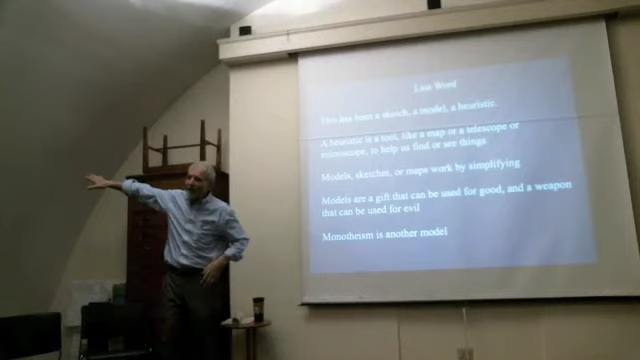 Last Word
This has been a sketch, a model, a heuristic.
A heuristic is a tool, like a map or a telescope or
microscope, to help us find or see things
Models, sketches, or maps work by simplifying
Models are a gift that can be used for good, and a weapon
that can be used for evil
Monotheism is another model